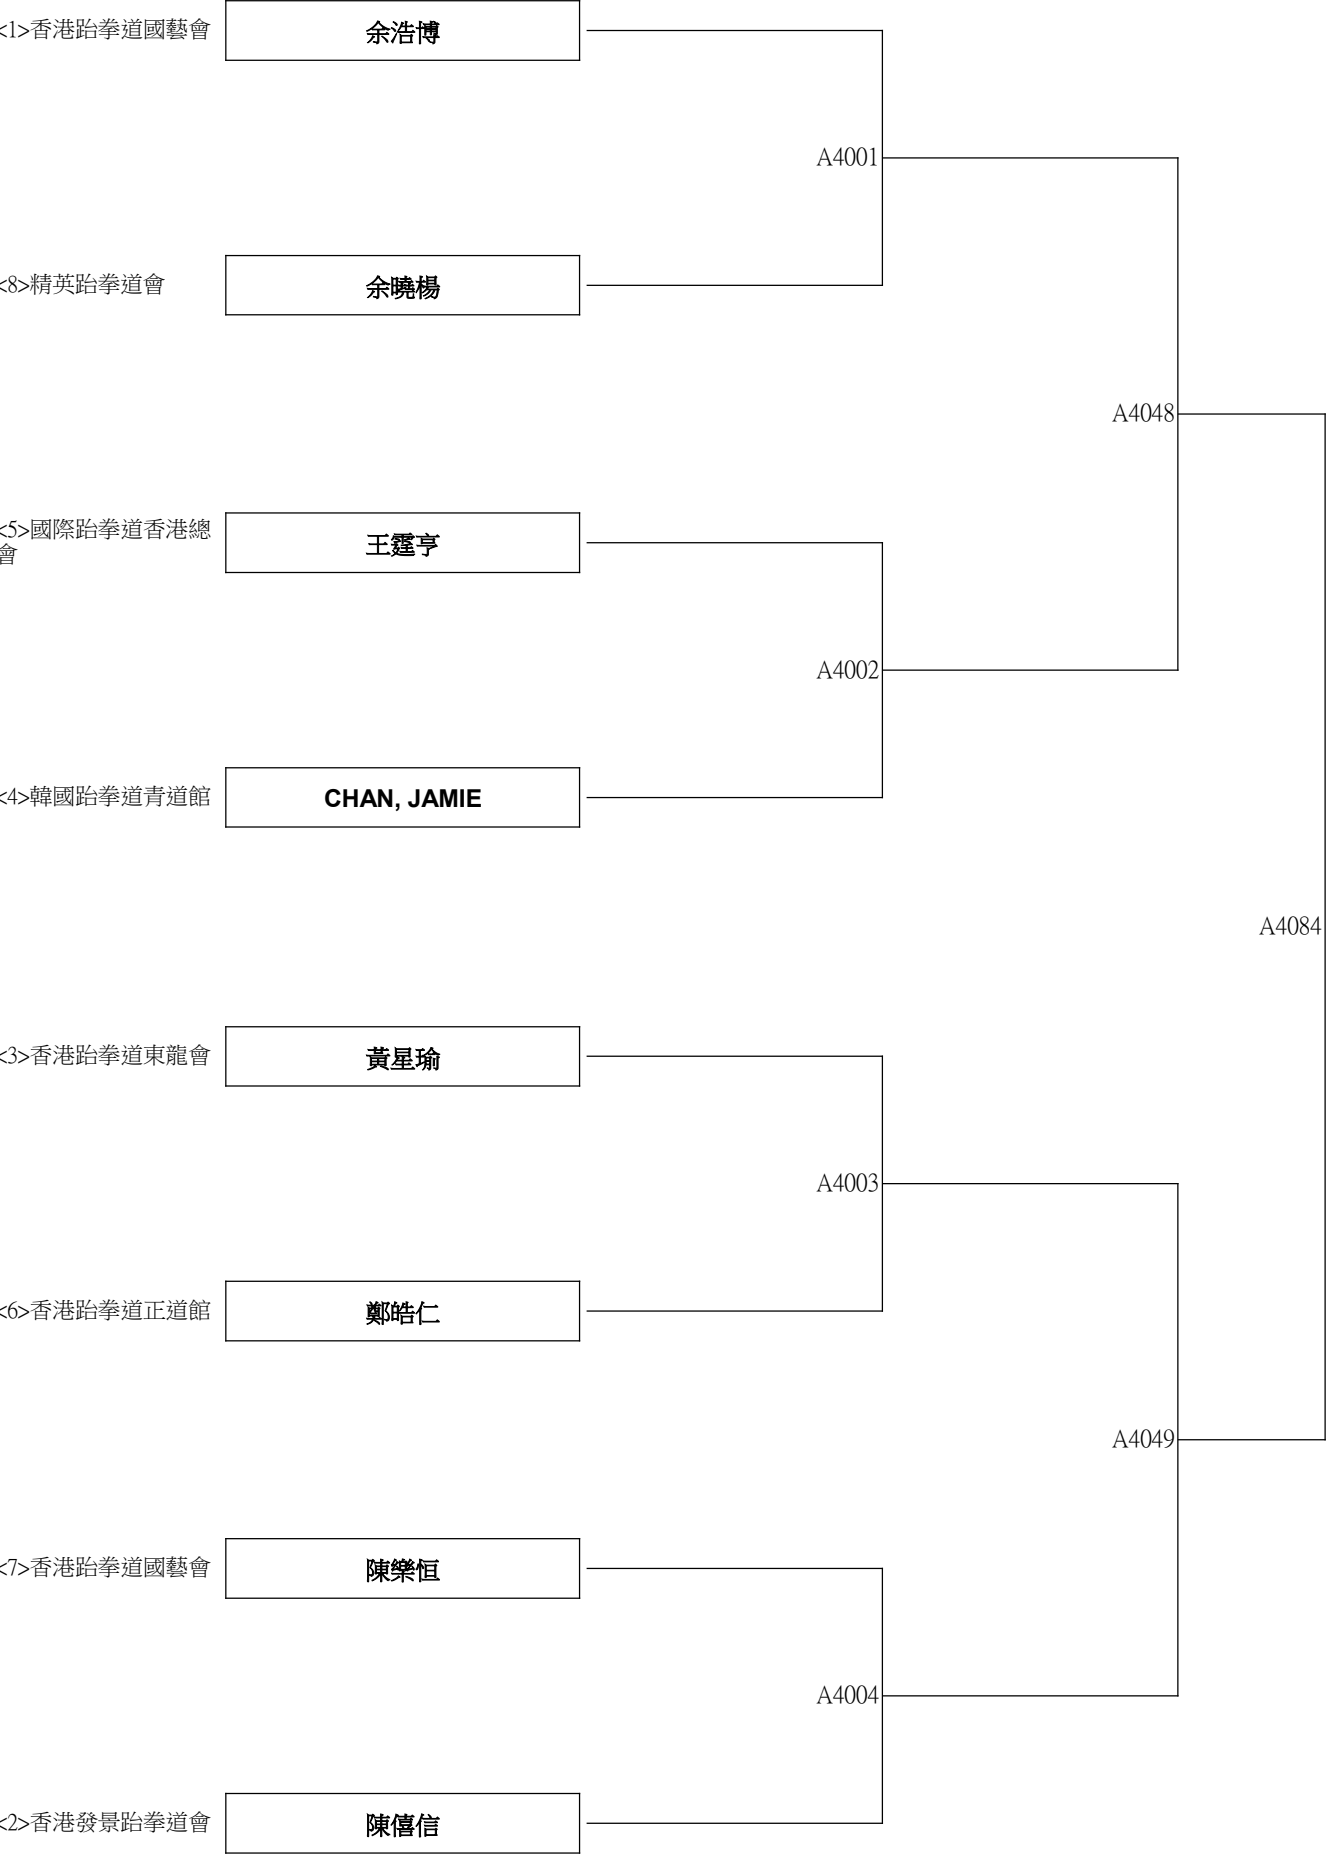 <1>香港跆拳道國藝會
余浩博
A4001
<8>精英跆拳道會
余曉楊
A4048
<5>國際跆拳道香港總
會
王霆亨
A4002
<4>韓國跆拳道青道館
CHAN, JAMIE
A4084
<3>香港跆拳道東龍會
黃星瑜
A4003
<6>香港跆拳道正道館
鄭皓仁
A4049
<7>香港跆拳道國藝會
陳樂恒
A4004
<2>香港發景跆拳道會
陳僖信